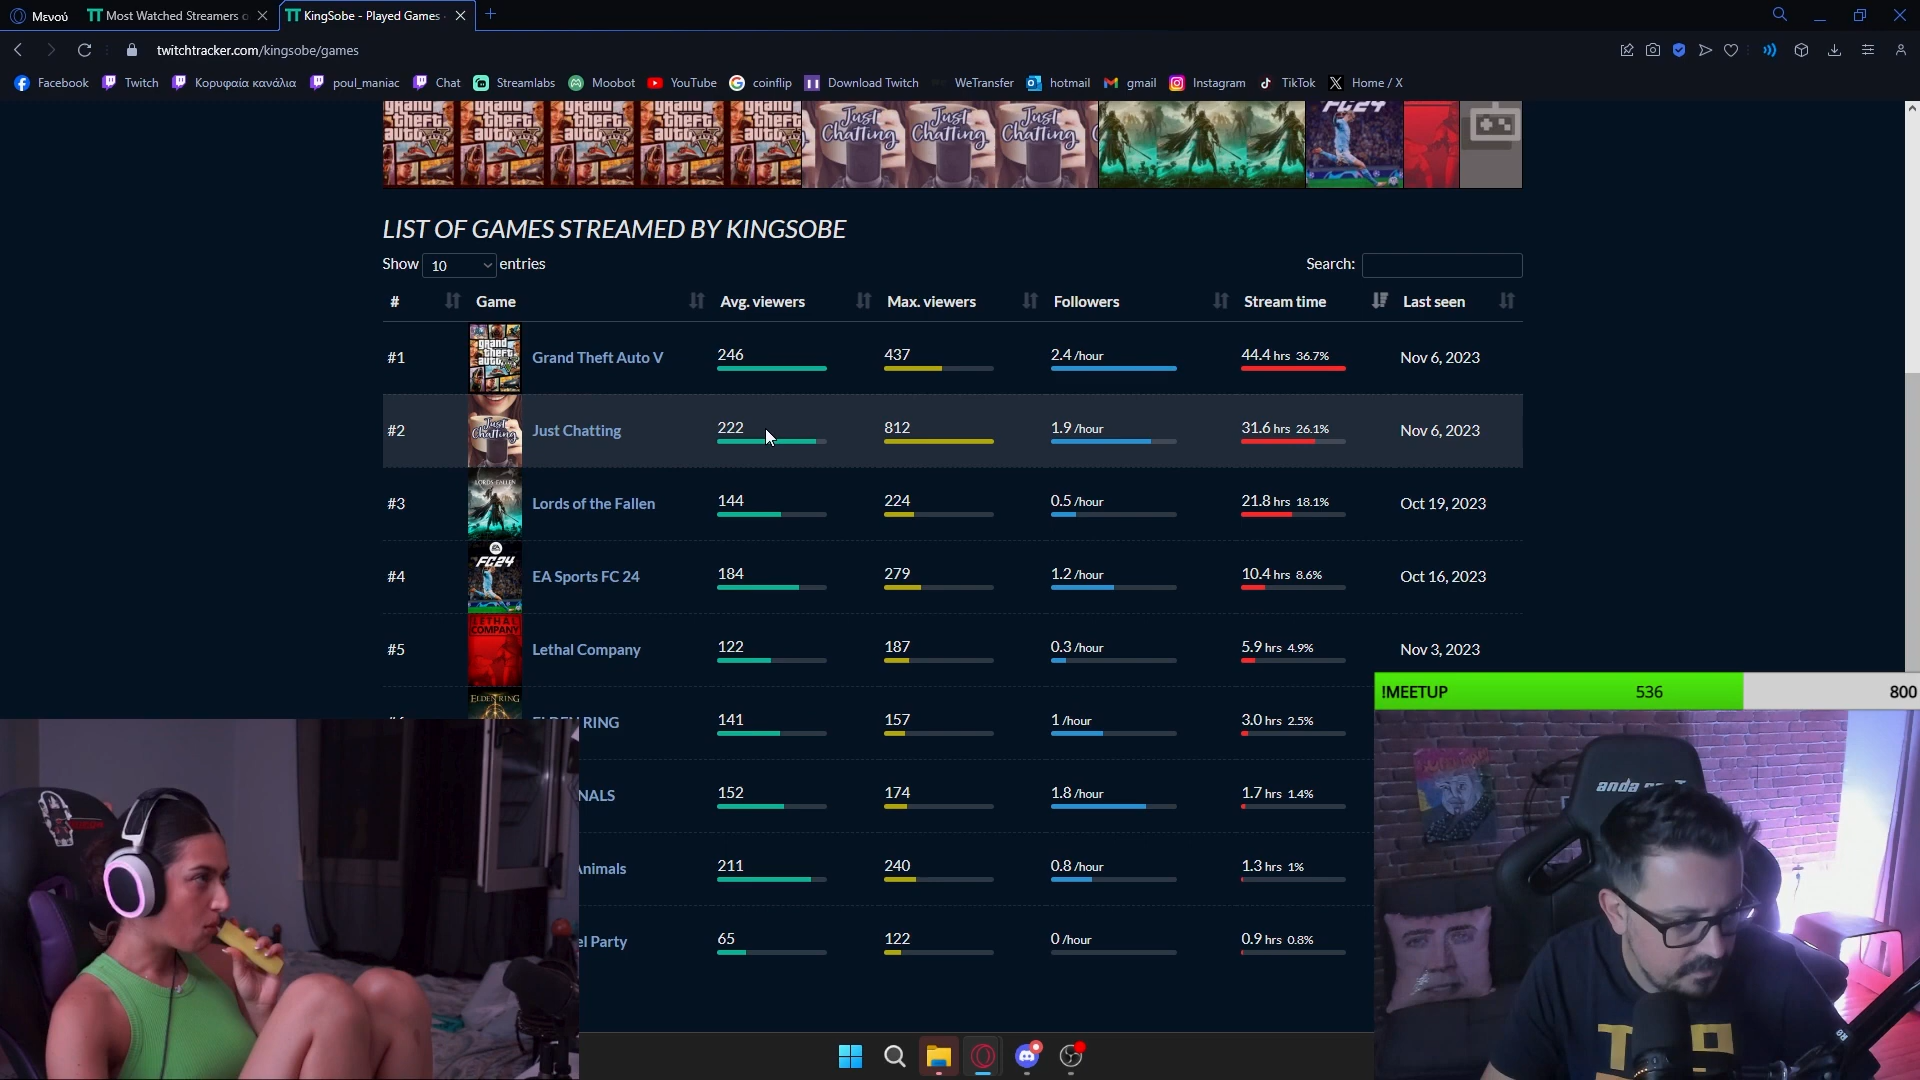 Μενού
Most Watched Streamers o
KingSobe - Played Games
twitchtracker.com/kingsobe/games
Facebook
Twitch
Κορυφαία κανάλια
poul_maniac
Chat
Streamlabs
Moobot
YouTube
coinflip
Download Twitch
WeTransfer
hotmail
gmail
Instagram
TikTok
Home / X
LIST OF GAMES STREAMED BY KINGSOBE
Show 10 entries
Search:
# Game Avg. viewers Max. viewers Followers Stream time Last seen
#1 Grand Theft Auto V 246 437 2.4 /hour 44.4 hrs 36.7% Nov 6, 2023
#2 Just Chatting 222 812 1.9 /hour 31.6 hrs 26.1% Nov 6, 2023
#3 Lords of the Fallen 144 224 0.5 /hour 21.8 hrs 18.1% Oct 19, 2023
#4 EA Sports FC 24 184 279 1.2 /hour 10.4 hrs 8.6% Oct 16, 2023
#5 Lethal Company 122 187 0.3 /hour 5.9 hrs 4.9% Nov 3, 2023
RING 141 157 1 /hour 3.0 hrs 2.5%
NALS 152 174 1.8 /hour 1.7 hrs 1.4%
nimals 211 240 0.8 /hour 1.3 hrs 1%
el Party 65 122 0 /hour 0.9 hrs 0.8%
!MEETUP 536 800
anda